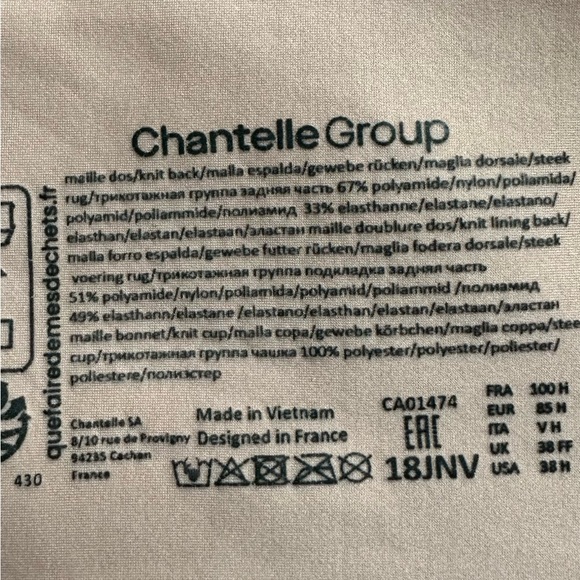 Chantelle Group
maille dos/knit back/malla espalda/gewebe rücken/maglia dorsale/steek
rug/трикотажная группа задняя часть 67% polyamide/nylon/poliamida/
polyamid/poliammide/полиамид 33% elasthanne/elastane/elastano/
elasthan/elastan/elastaan/эластан maille doublure dos/knit lining back/
malla forro espalda/gewebe futter rücken/maglia fodera dorsale/steek
voering rug/трикотажная группа подкладка задняя часть
51% polyamide/nylon/poliamida/polyamid/poliammid /полиамид
49% elasthann/elastane /elastano/elasthan/elastan/elastaan/эластан
maille bonnet/knit cup/malla copa/gewebe körbchen/maglia coppa/steek
cup/трикотажная группа чашка 100% polyester/polyester/poliester/
poliestere/полиэстер
quefairedemesdechets.fr
430
Chantelle SA
8/10 rue de Provigny
94235 Cachan
France
Made in Vietnam
Designed in France
CA01474
EAC
18JNV
FRA 100 H
EUR 85 H
ITA V H
UK 38 FF
USA 38 H